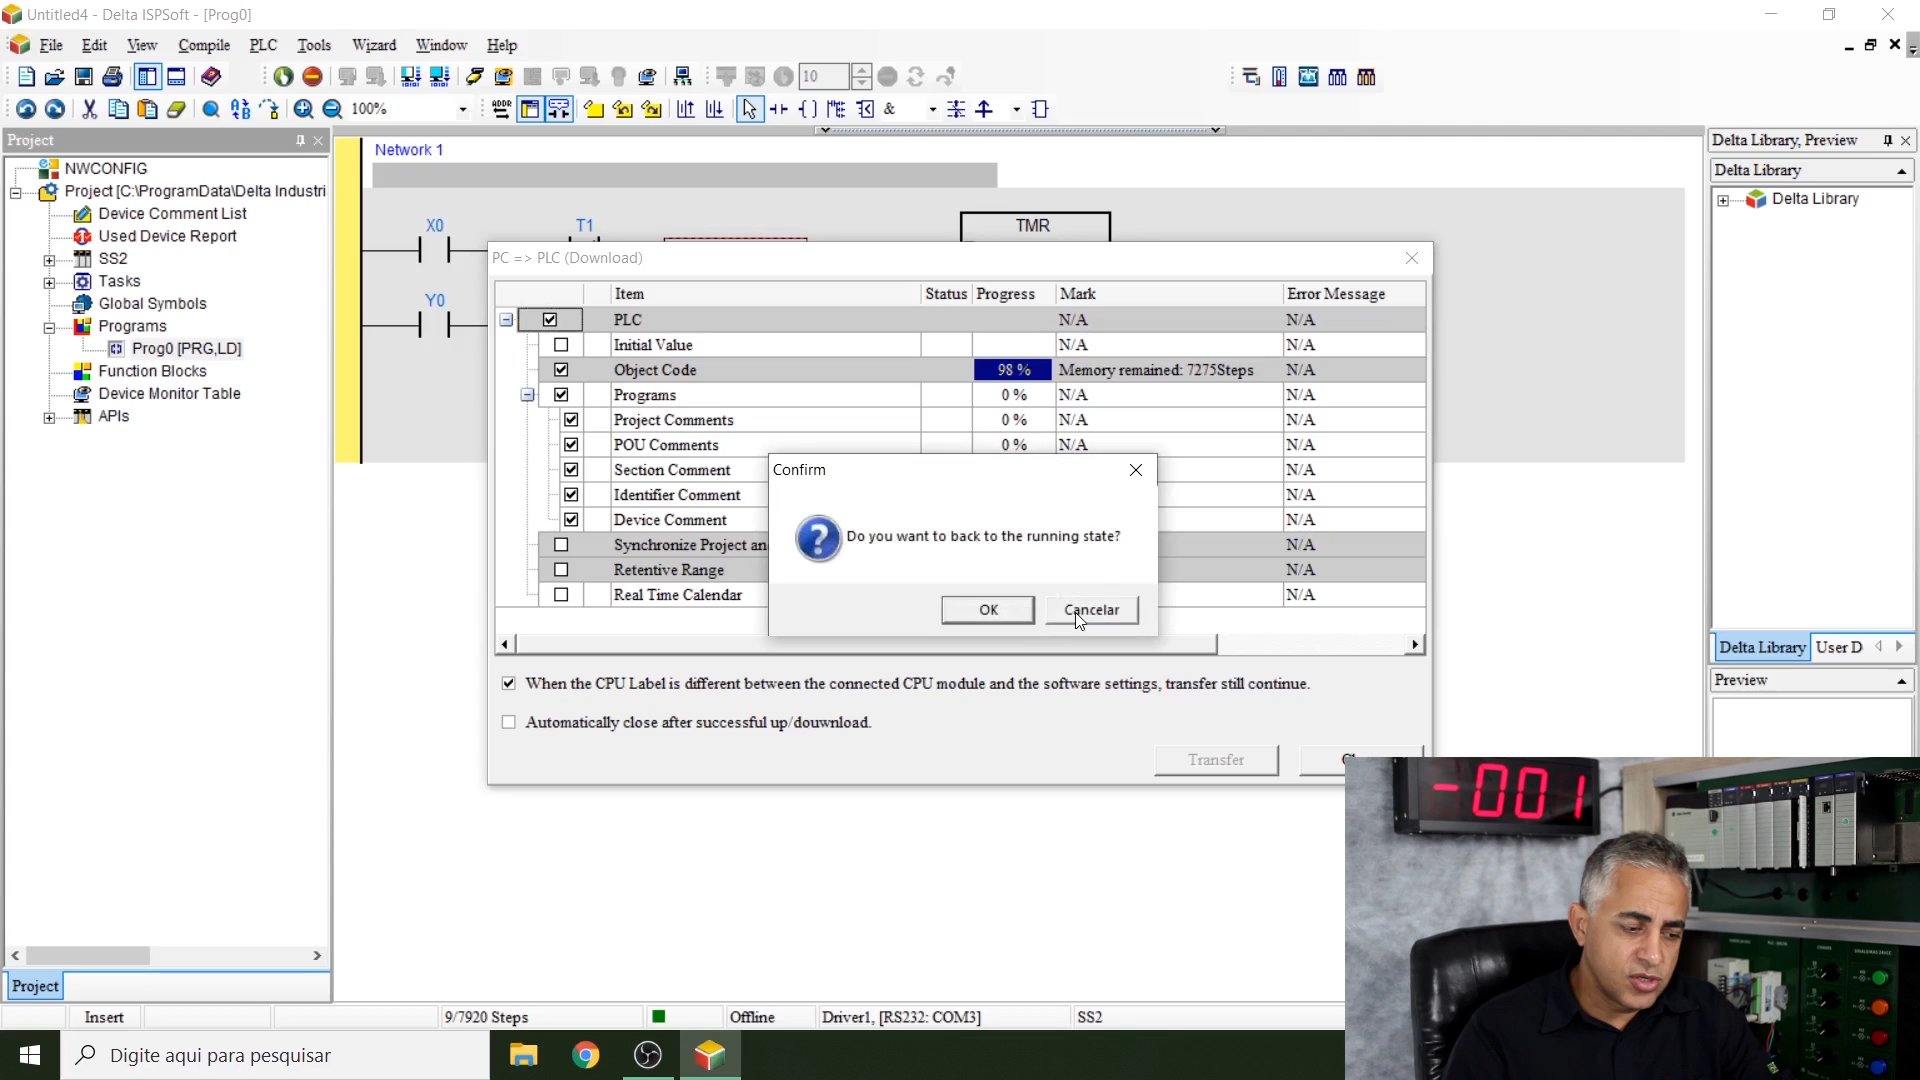 Untitled4 - Delta ISPSoft - [Prog0]
File Edit View Compile PLC Tools Wizard Window Help
10
100% ADDR &
Project
NWCONFIG
Project [C:\ProgramData\Delta Industri
Device Comment List
Used Device Report
SS2
Tasks
Global Symbols
Programs
Prog0 [PRG,LD]
Function Blocks
Device Monitor Table
APIs
Project
Network 1
X0 T1 TMR
Y0
PC => PLC (Download)
Item Status Progress Mark Error Message
PLC N/A N/A
Initial Value N/A N/A
Object Code 98 % Memory remained: 7275Steps N/A
Programs 0 % N/A N/A
Project Comments 0 % N/A N/A
POU Comments 0 % N/A N/A
Section Comment N/A
Identifier Comment N/A
Device Comment N/A
Synchronize Project an N/A
Retentive Range N/A
Real Time Calendar N/A
Confirm
Do you want to back to the running state?
OK Cancelar
When the CPU Label is different between the connected CPU module and the software settings, transfer still continue.
Automatically close after successful up/douwnload.
Transfer
Delta Library, Preview
Delta Library
Delta Library
Delta Library User D
Preview
-001
Insert 9/7920 Steps Offline Driver1, [RS232: COM3] SS2
Digite aqui para pesquisar